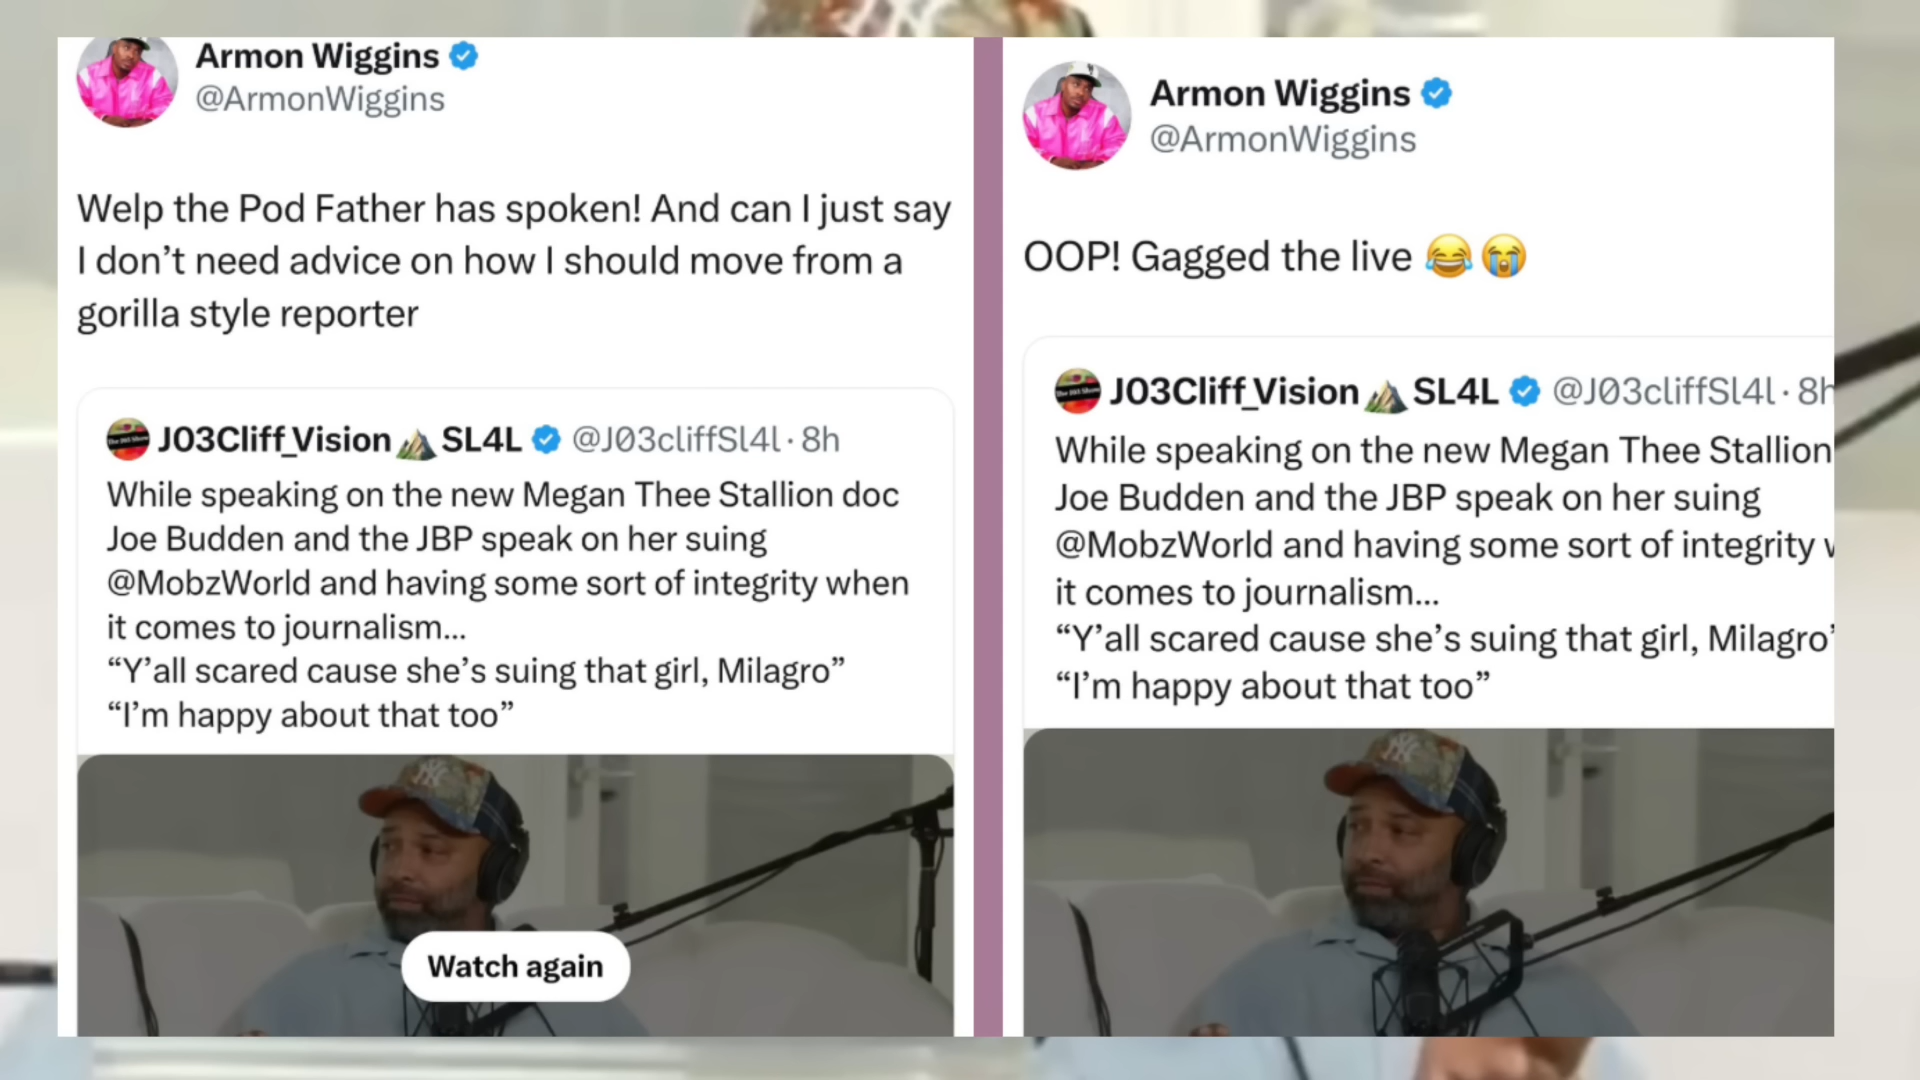 Armon Wiggins
@ArmonWiggins
Welp the Pod Father has spoken! And can I just say
I don’t need advice on how I should move from a
gorilla style reporter
J03Cliff_Vision⛰️SL4L @J03cliffSl4l · 8h
While speaking on the new Megan Thee Stallion doc
Joe Budden and the JBP speak on her suing
@MobzWorld and having some sort of integrity when
it comes to journalism...
“Y’all scared cause she’s suing that girl, Milagro”
“I’m happy about that too”
Watch again
Armon Wiggins
@ArmonWiggins
OOP! Gagged the live 😂😭
J03Cliff_Vision⛰️SL4L @J03cliffSl4l · 8h
While speaking on the new Megan Thee Stallion
Joe Budden and the JBP speak on her suing
@MobzWorld and having some sort of integrity
it comes to journalism...
“Y’all scared cause she’s suing that girl, Milagro”
“I’m happy about that too”